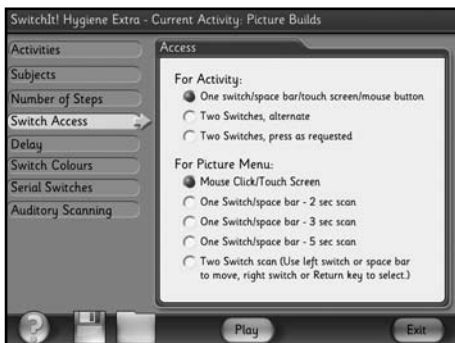 SwitchIt! Hygiene Extra - Current Activity: Picture Builds
Activities
Subjects
Number of Steps
Switch Access
Delay
Switch Colours
Serial Switches
Auditory Scanning
Access
For Activity:
One switch/space bar/touch screen/mouse button
Two Switches, alternate
Two Switches, press as requested
For Picture Menu:
Mouse Click/Touch Screen
One Switch/space bar - 2 sec scan
One Switch/space bar - 3 sec scan
One Switch/space bar - 5 sec scan
Two Switch scan (Use left switch or space bar
to move, right switch or Return key to select.)
?
Play
Exit